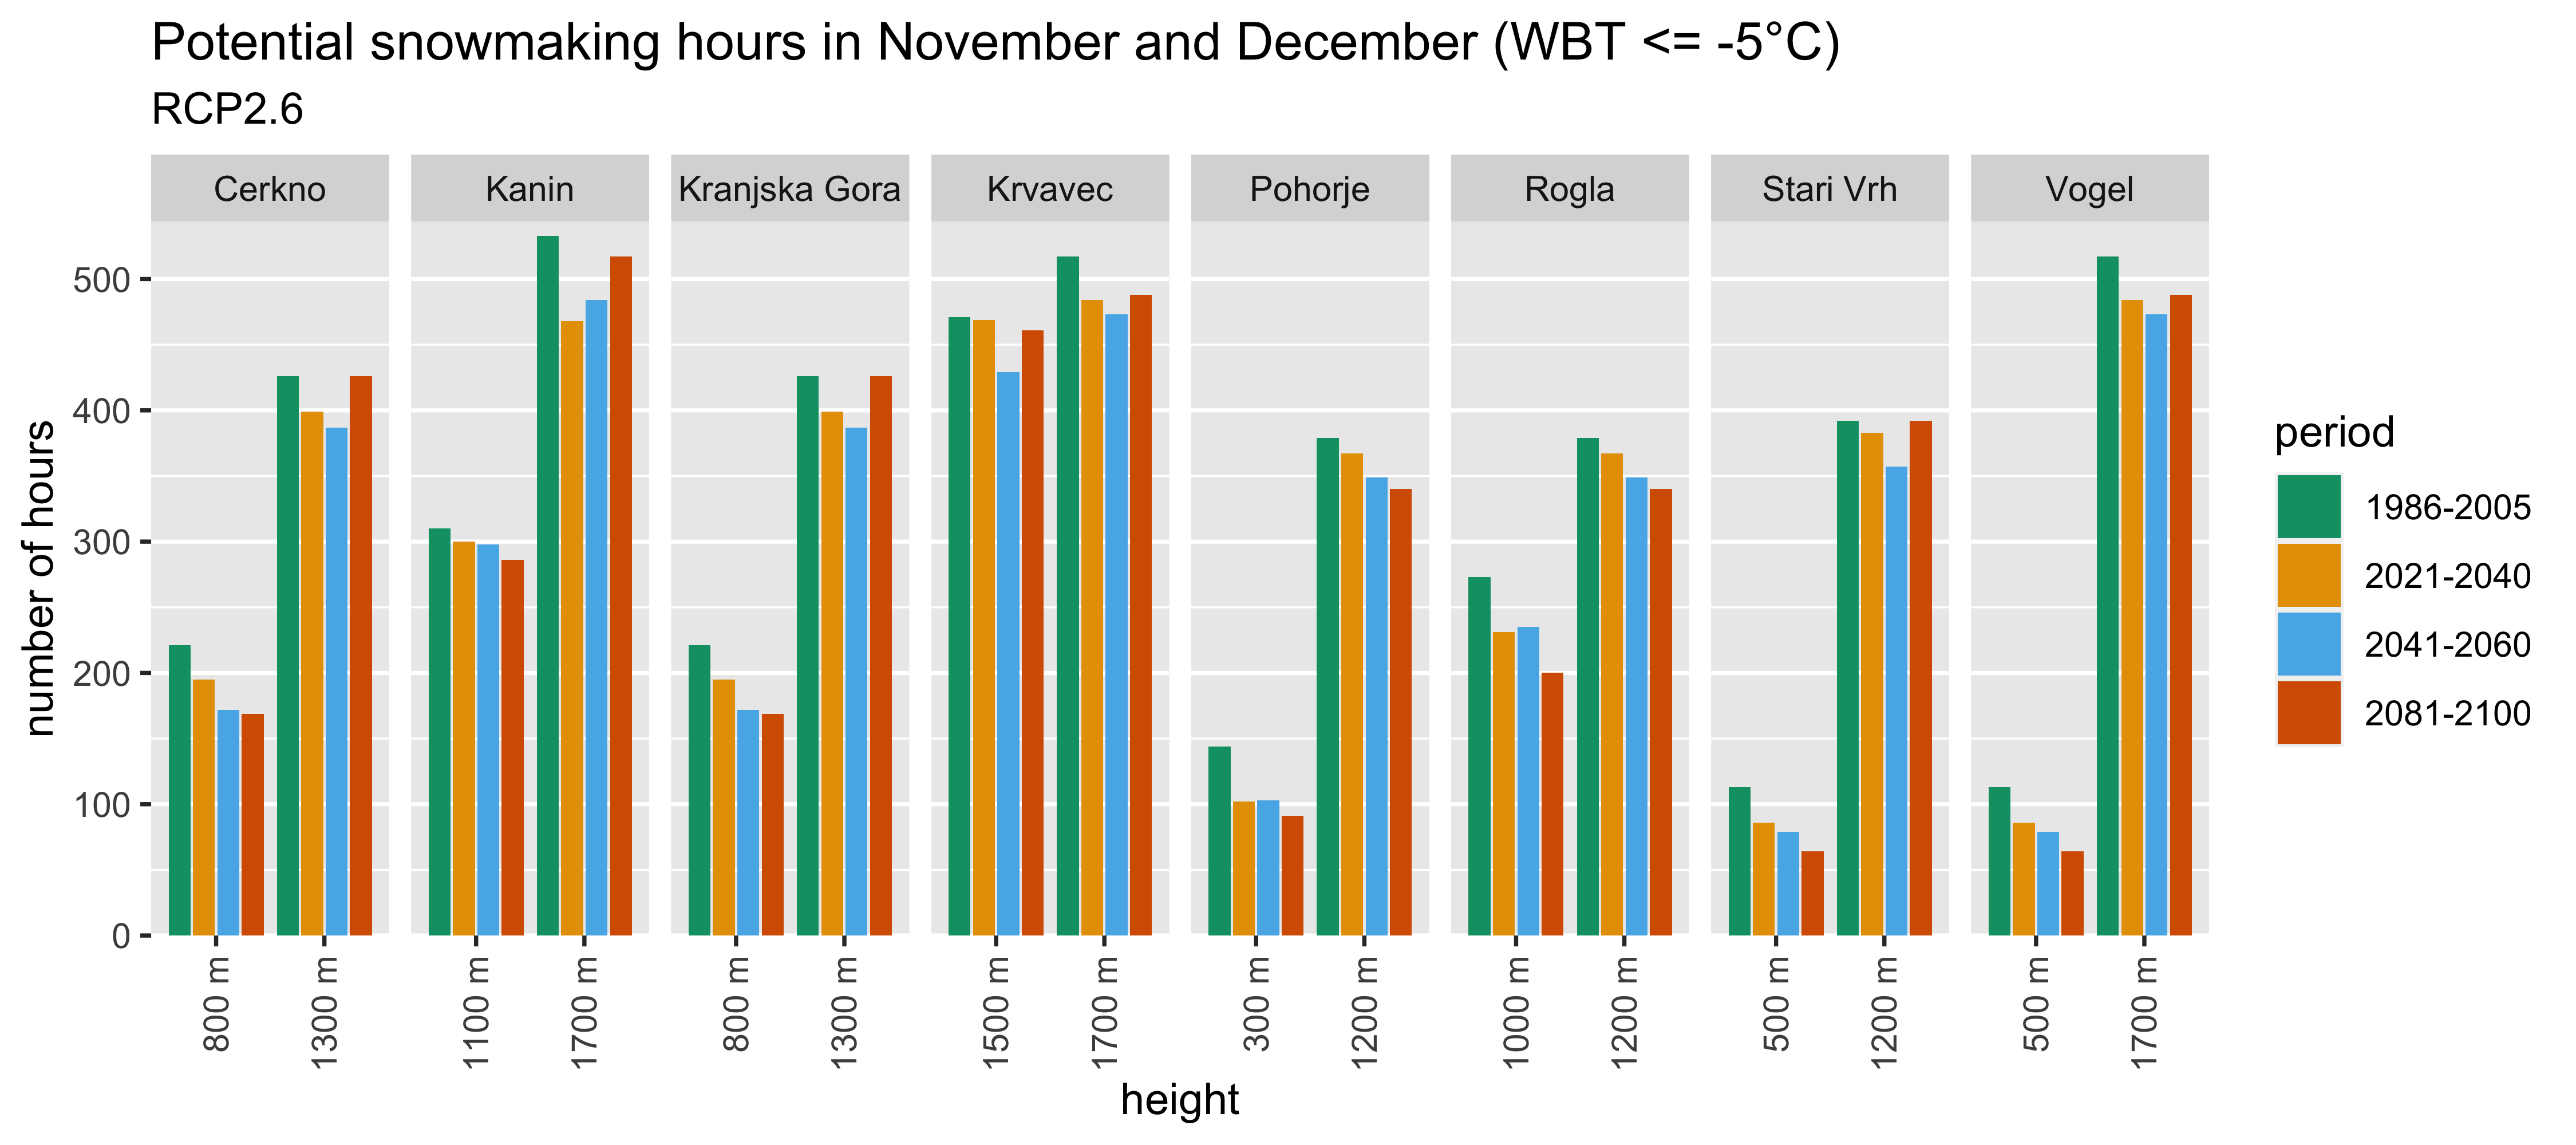 Potential snowmaking hours in November and December (WBT <= -5°C)
RCP2.6
Cerkno
Kanin
Kranjska Gora
Krvavec
Pohorje
Rogla
Stari Vrh
Vogel
number of hours
500
400
300
200
100
0
800 m
1300 m
1100 m
1700 m
800 m
1300 m
1500 m
1700 m
300 m
1200 m
1000 m
1200 m
500 m
1200 m
500 m
1700 m
height
period
1986-2005
2021-2040
2041-2060
2081-2100